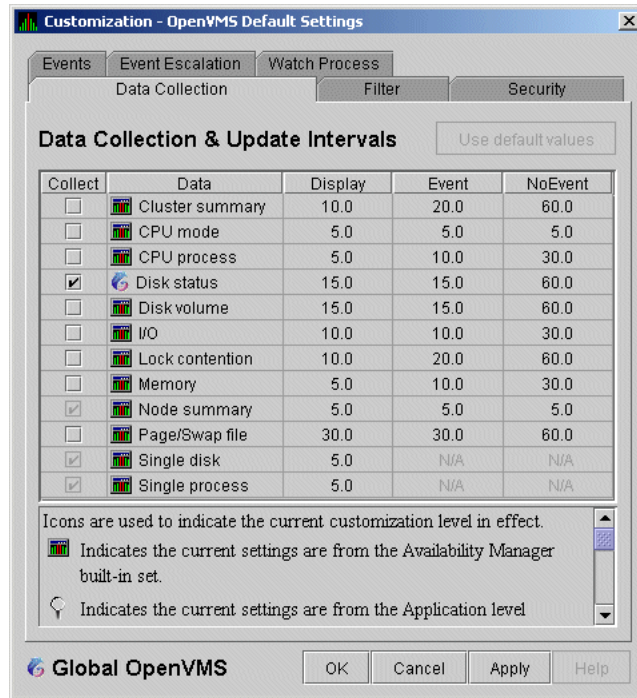 Customization - OpenVMS Default Settings
Events Event Escalation Watch Process
Data Collection Filter Security
Data Collection & Update Intervals Use default values
Collect Data Display Event NoEvent
Cluster summary 10.0 20.0 60.0
CPU mode 5.0 5.0 5.0
CPU process 5.0 10.0 30.0
Disk status 15.0 15.0 60.0
Disk volume 15.0 15.0 60.0
I/O 10.0 10.0 30.0
Lock contention 10.0 20.0 60.0
Memory 5.0 10.0 30.0
Node summary 5.0 5.0 5.0
Page/Swap file 30.0 30.0 60.0
Single disk 5.0 N/A N/A
Single process 5.0 N/A N/A
Icons are used to indicate the current customization level in effect.
Indicates the current settings are from the Availability Manager
built-in set.
Indicates the current settings are from the Application level
Global OpenVMS OK Cancel Apply Help